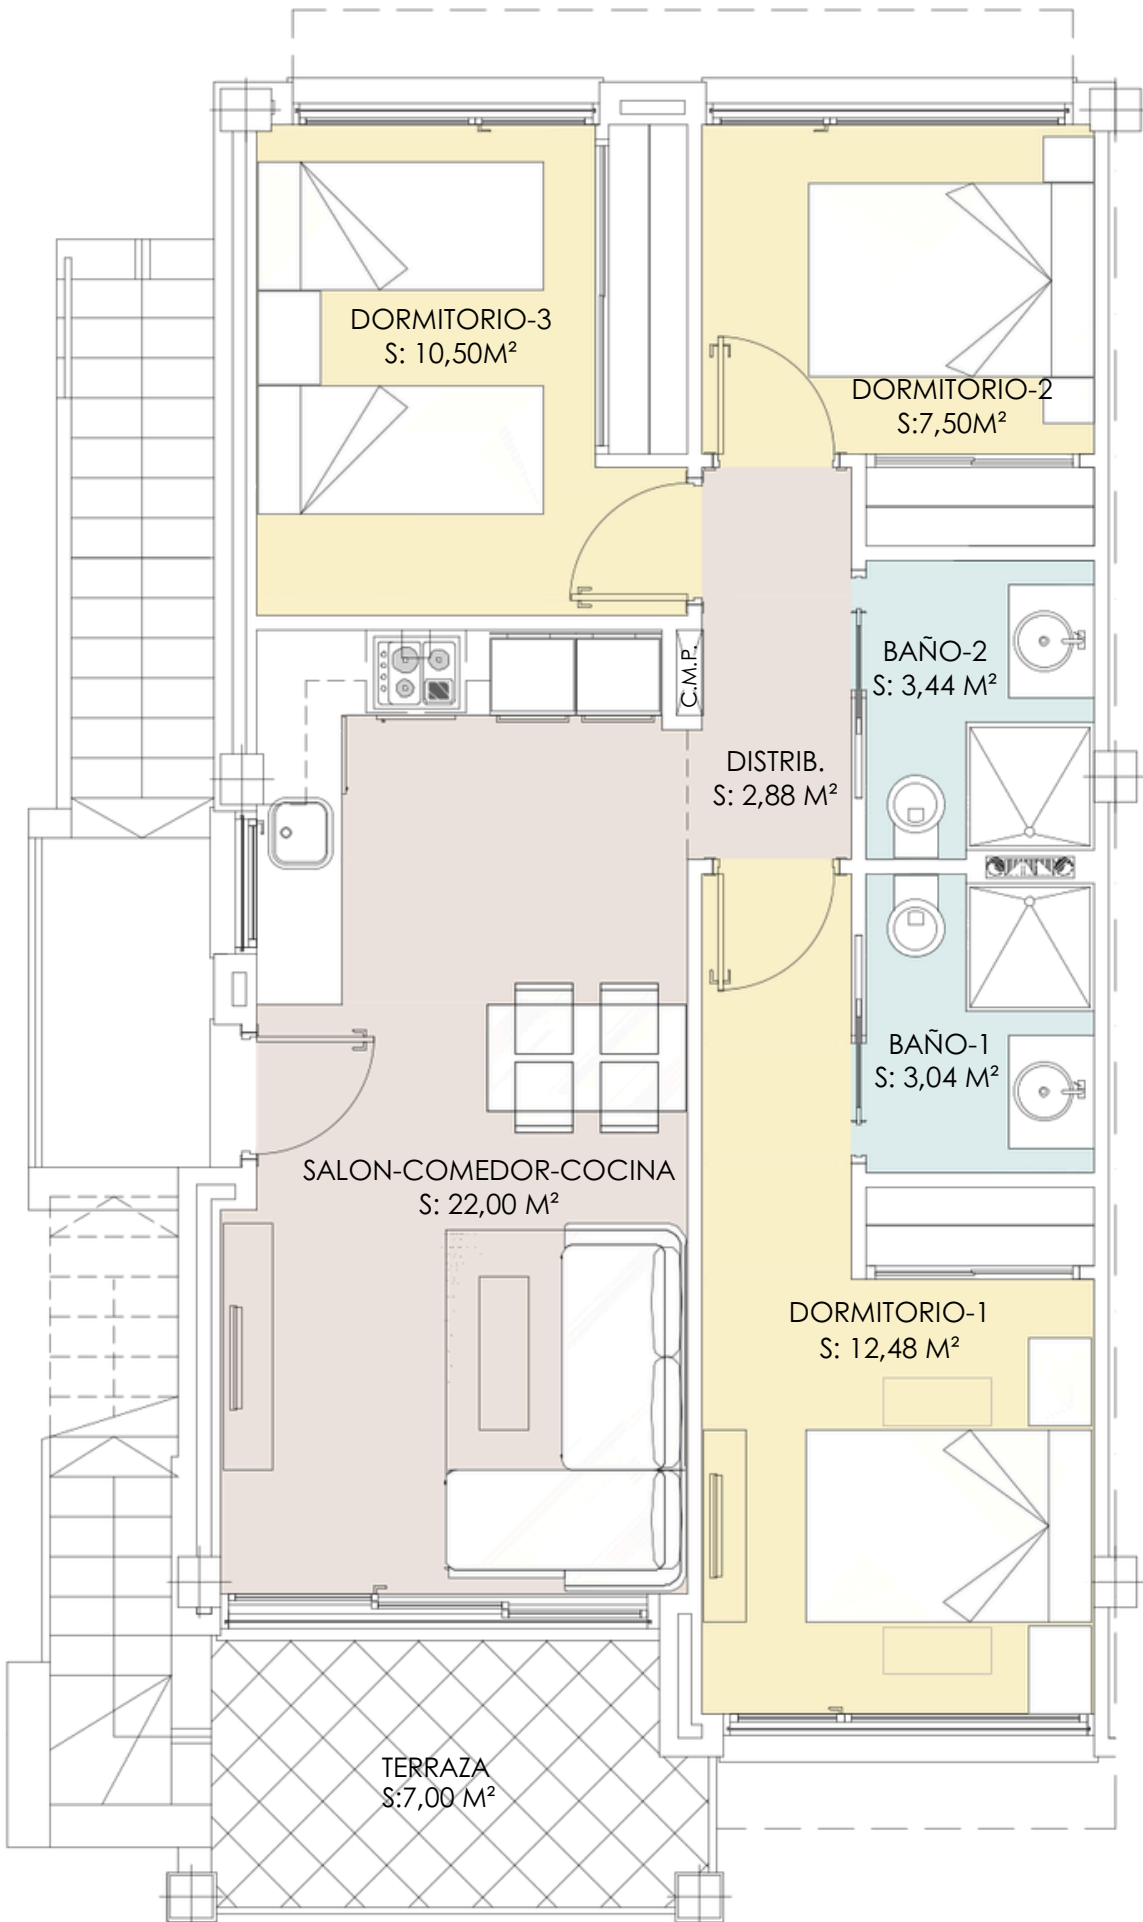 DORMITORIO-3
S: 10,50M²
DORMITORIO-2
S:7,50M²
BAÑO-2
S: 3,44 M²
C.M.P.
DISTRIB.
S: 2,88 M²
BAÑO-1
S: 3,04 M²
SALON-COMEDOR-COCINA
S: 22,00 M²
DORMITORIO-1
S: 12,48 M²
TERRAZA
S:7,00 M²